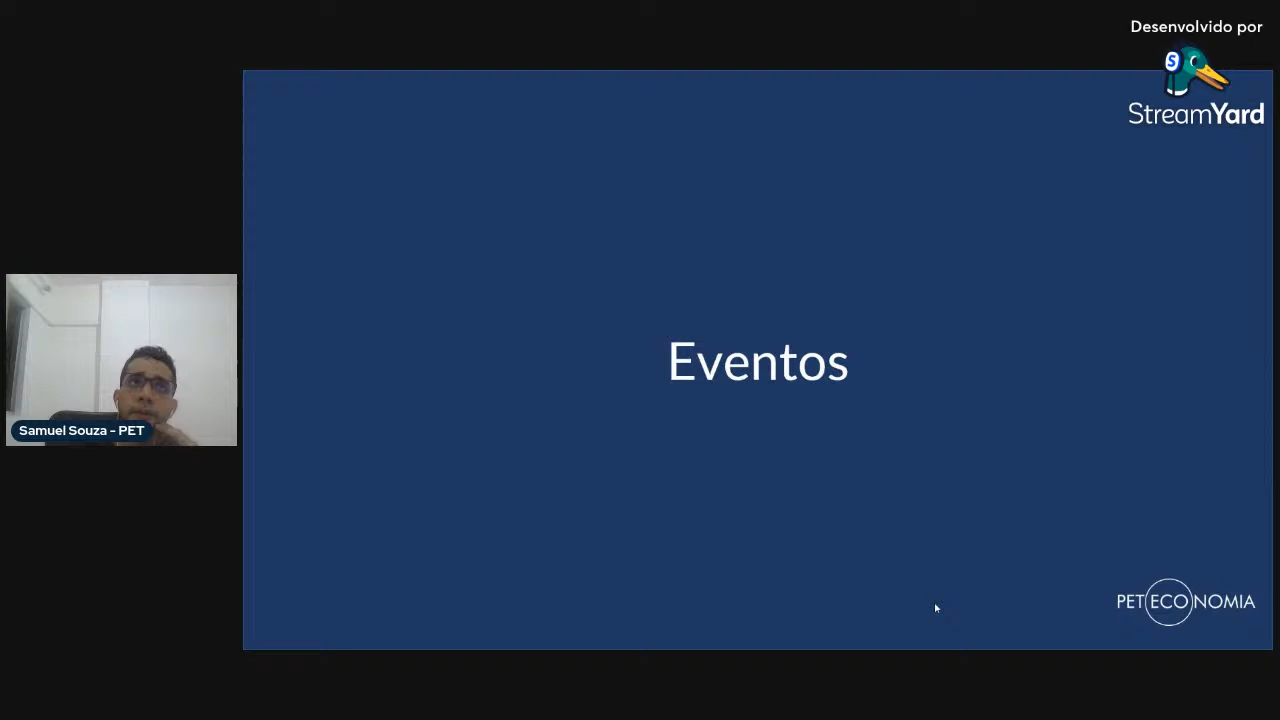 Desenvolvido por
StreamYard
Eventos
Samuel Souza - PET
PET ECO NOMIA